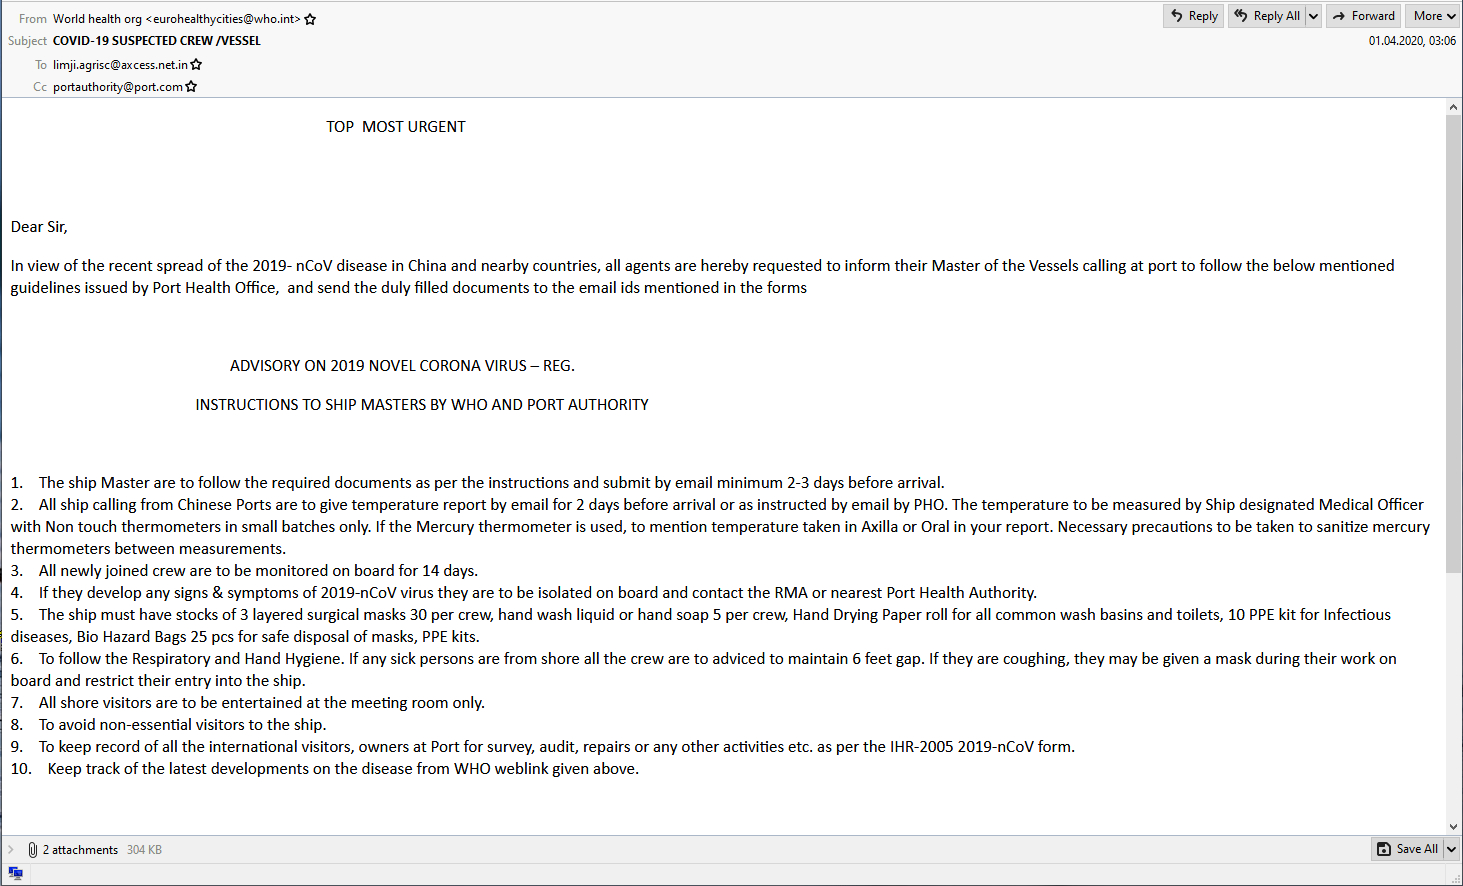 From World health org <eurohealthycities@who.int>
Reply Reply All Forward More
Subject COVID-19 SUSPECTED CREW /VESSEL
01.04.2020, 03:06
To limji.agrisc@axcess.net.in
Cc portauthority@port.com
TOP  MOST URGENT
Dear Sir,
In view of the recent spread of the 2019- nCoV disease in China and nearby countries, all agents are hereby requested to inform their Master of the Vessels calling at port to follow the below mentioned
guidelines issued by Port Health Office,  and send the duly filled documents to the email ids mentioned in the forms
ADVISORY ON 2019 NOVEL CORONA VIRUS – REG.
INSTRUCTIONS TO SHIP MASTERS BY WHO AND PORT AUTHORITY
1. The ship Master are to follow the required documents as per the instructions and submit by email minimum 2-3 days before arrival.
2. All ship calling from Chinese Ports are to give temperature report by email for 2 days before arrival or as instructed by email by PHO. The temperature to be measured by Ship designated Medical Officer
with Non touch thermometers in small batches only. If the Mercury thermometer is used, to mention temperature taken in Axilla or Oral in your report. Necessary precautions to be taken to sanitize mercury
thermometers between measurements.
3. All newly joined crew are to be monitored on board for 14 days.
4. If they develop any signs & symptoms of 2019-nCoV virus they are to be isolated on board and contact the RMA or nearest Port Health Authority.
5. The ship must have stocks of 3 layered surgical masks 30 per crew, hand wash liquid or hand soap 5 per crew, Hand Drying Paper roll for all common wash basins and toilets, 10 PPE kit for Infectious
diseases, Bio Hazard Bags 25 pcs for safe disposal of masks, PPE kits.
6. To follow the Respiratory and Hand Hygiene. If any sick persons are from shore all the crew are to adviced to maintain 6 feet gap. If they are coughing, they may be given a mask during their work on
board and restrict their entry into the ship.
7. All shore visitors are to be entertained at the meeting room only.
8. To avoid non-essential visitors to the ship.
9. To keep record of all the international visitors, owners at Port for survey, audit, repairs or any other activities etc. as per the IHR-2005 2019-nCoV form.
10. Keep track of the latest developments on the disease from WHO weblink given above.
2 attachments 304 KB
Save All